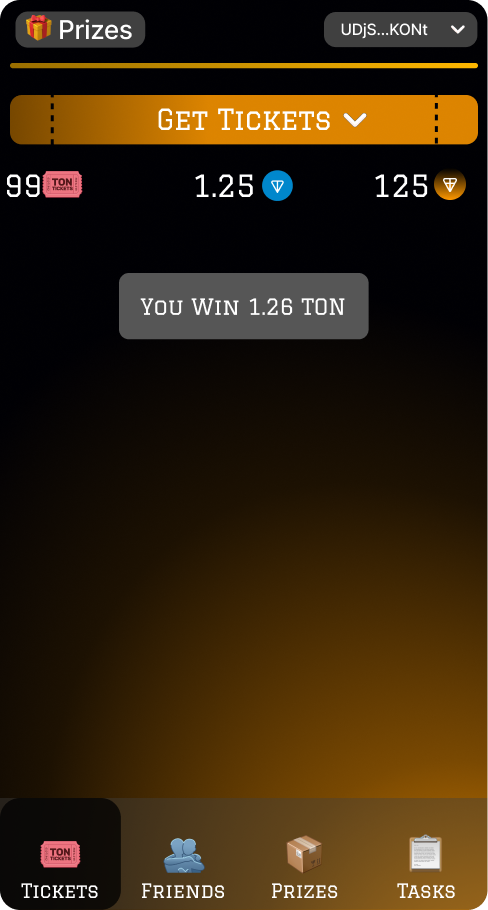 Prizes
UDjS...KONt
Get Tickets
99 TON TICKETS 1.25 125
You Win 1.26 TON
TON TICKETS
Tickets Friends Prizes Tasks